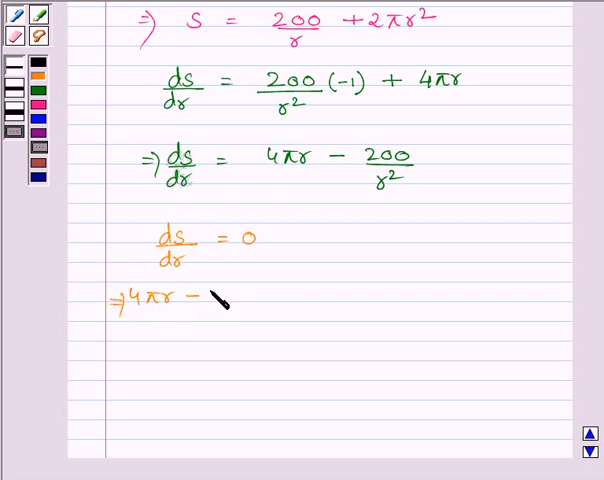 ⇒ S = 200/r + 2πr²
ds/dr = 200/r² (-1) + 4πr
⇒ ds/dr = 4πr - 200/r²
ds/dr = 0
⇒ 4πr -